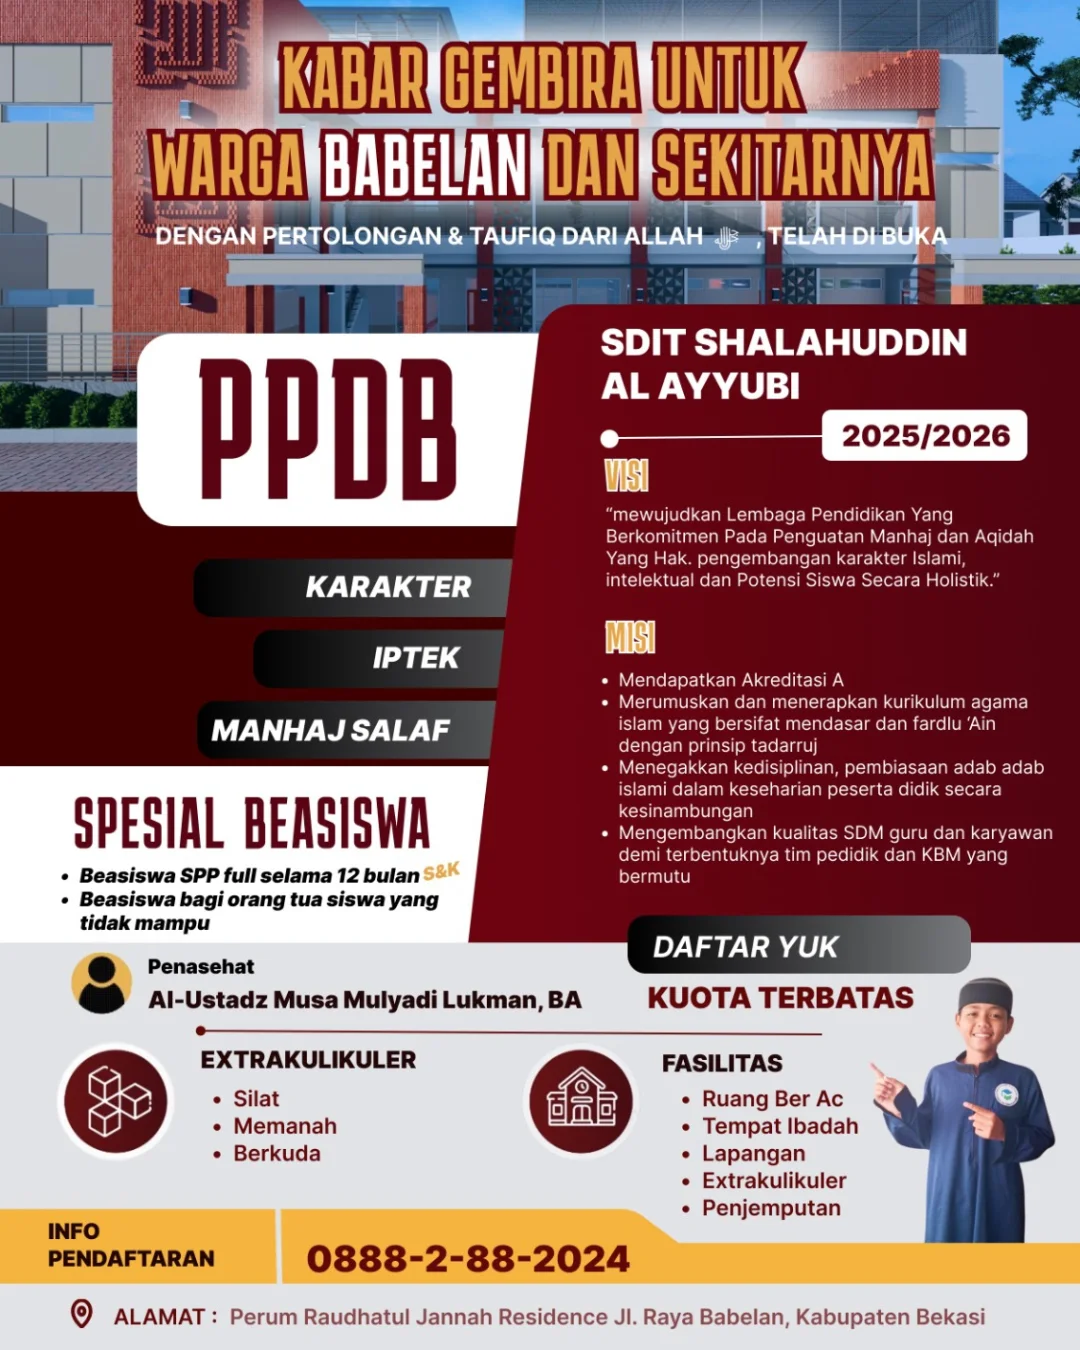 KABAR GEMBIRA UNTUK
WARGA BABELAN DAN SEKITARNYA
DENGAN PERTOLONGAN & TAUFIQ DARI ALLAH , TELAH DI BUKA
PPDB
SDIT SHALAHUDDIN
AL AYYUBI
2025/2026
VISI
“mewujudkan Lembaga Pendidikan Yang
Berkomitmen Pada Penguatan Manhaj dan Aqidah
Yang Hak. pengembangan karakter Islami,
intelektual dan Potensi Siswa Secara Holistik.”
KARAKTER
IPTEK
MANHAJ SALAF
MISI
• Mendapatkan Akreditasi A
• Merumuskan dan menerapkan kurikulum agama
islam yang bersifat mendasar dan fardlu ‘Ain
dengan prinsip tadarruj
• Menegakkan kedisiplinan, pembiasaan adab adab
islami dalam keseharian peserta didik secara
kesinambungan
• Mengembangkan kualitas SDM guru dan karyawan
demi terbentuknya tim pedidik dan KBM yang
bermutu
SPESIAL BEASISWA
• Beasiswa SPP full selama 12 bulan S&K
• Beasiswa bagi orang tua siswa yang
tidak mampu
DAFTAR YUK
KUOTA TERBATAS
Penasehat
Al-Ustadz Musa Mulyadi Lukman, BA
EXTRAKULIKULER
• Silat
• Memanah
• Berkuda
FASILITAS
• Ruang Ber Ac
• Tempat Ibadah
• Lapangan
• Extrakulikuler
• Penjemputan
INFO
PENDAFTARAN
0888-2-88-2024
ALAMAT : Perum Raudhatul Jannah Residence Jl. Raya Babelan, Kabupaten Bekasi